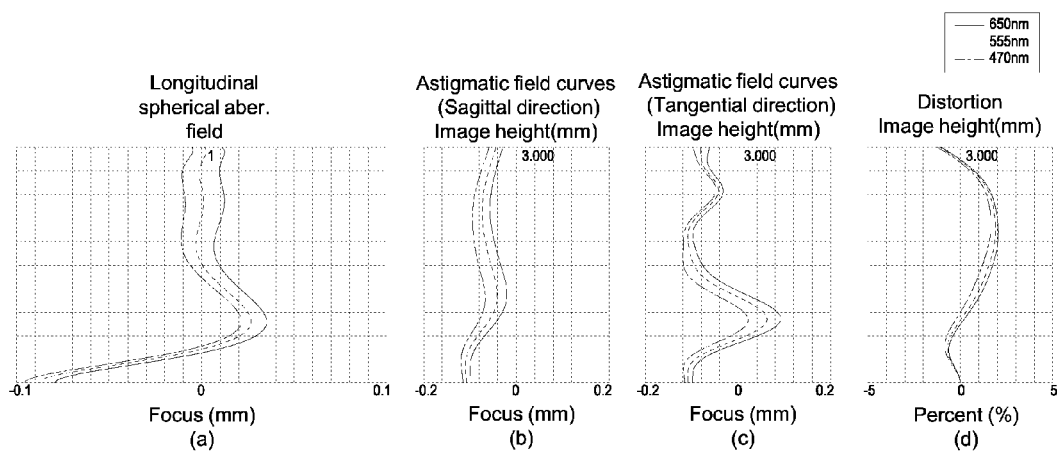 650nm
555nm
470nm
Longitudinal
spherical aber.
field
Astigmatic field curves
(Sagittal direction)
Image height(mm)
Astigmatic field curves
(Tangential direction)
Image height(mm)
Distortion
Image height(mm)
1
3.000
3.000
3.000
-0.1 0 0.1
-0.2 0 0.2
-0.2 0 0.2
-5 0 5
Focus (mm)
Focus (mm)
Focus (mm)
Percent (%)
(a)
(b)
(c)
(d)